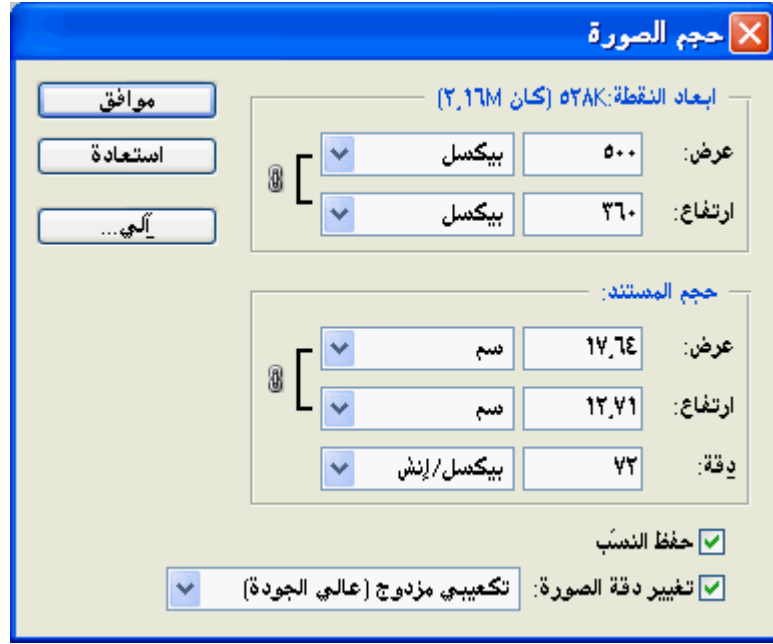 حجم الصورة
ابعاد النقطة:٥٢٨K (كان ٢,١٦M)
موافق
عرض: ٥٠٠ بيكسل
استعادة
ارتفاع: ٣٦٠ بيكسل
آلي...
حجم المستند:
عرض: ١٧,٦٤ سم
ارتفاع: ١٢,٧١ سم
دقة: ٧٢ بيكسل/إنش
حفظ النسَب
تغيير دقة الصورة: تكعيبي مزدوج (عالي الجودة)